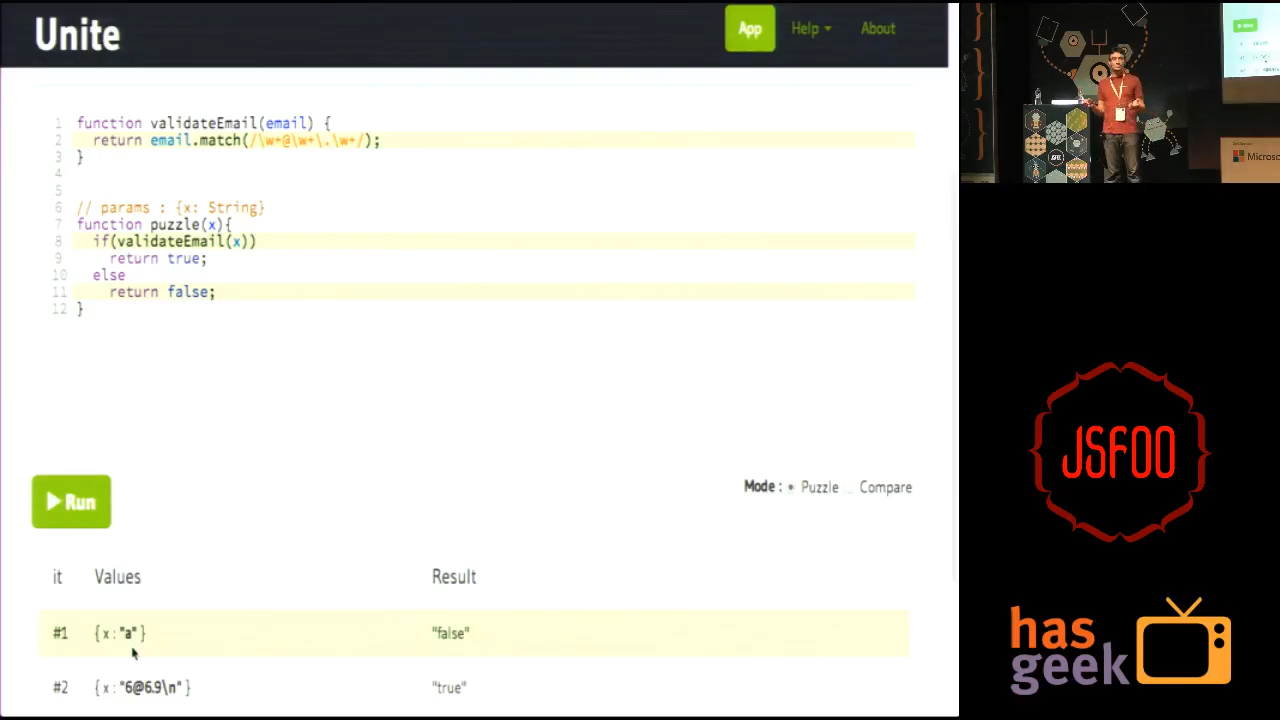 Unite
App
Help
About
1 function validateEmail(email) {
2 return email.match(/\w+@\w+\.\w+/);
3 }
4
5
6 // params : {x: String}
7 function puzzle(x){
8 if(validateEmail(x))
9 return true;
10 else
11 return false;
12 }
Run
Mode : Puzzle Compare
it Values Result
#1 { x : "a" } "false"
#2 { x : "6@6.9\n" } "true"
Microsoft
JSFOO
has
geek